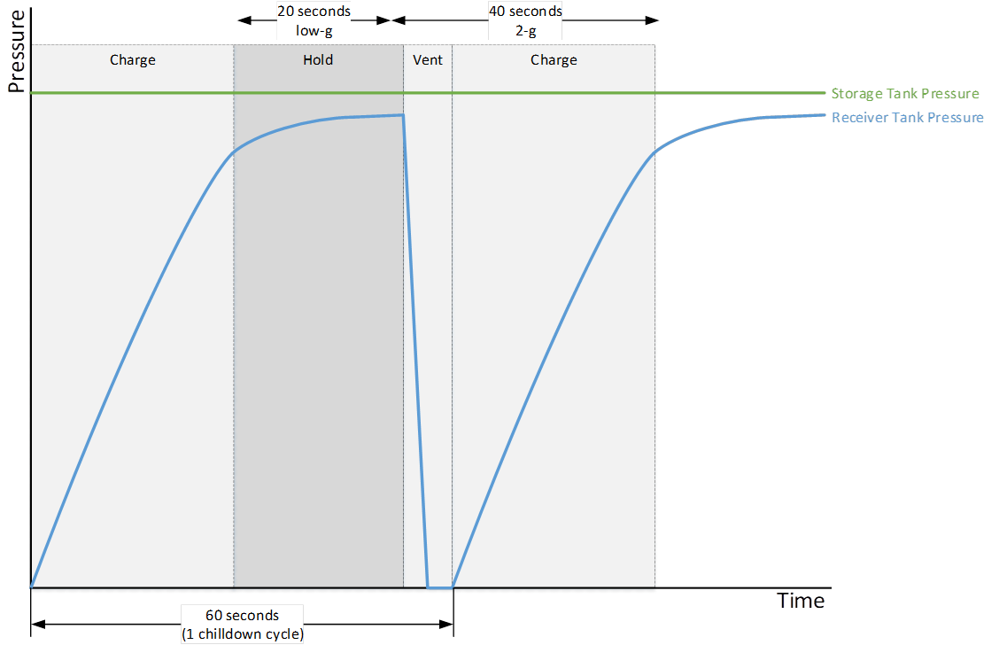 20 seconds
low-g
40 seconds
2-g
Pressure
Charge
Hold
Vent
Charge
Storage Tank Pressure
Receiver Tank Pressure
Time
60 seconds
(1 chilldown cycle)